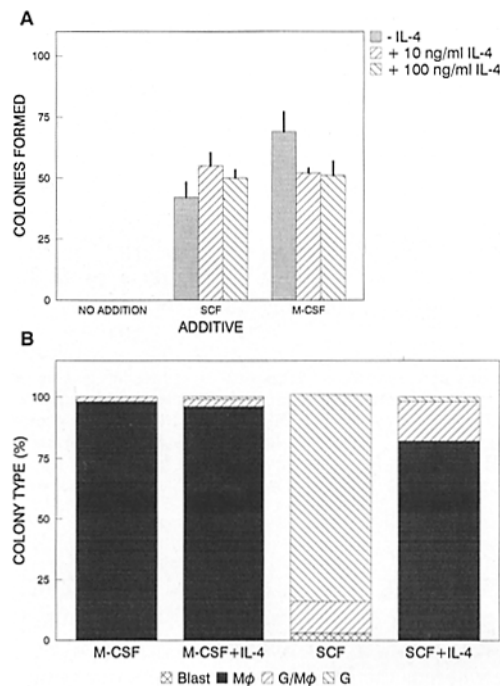 A
- IL-4
+ 10 ng/ml IL-4
+ 100 ng/ml IL-4
COLONIES FORMED
100
75
50
25
0
NO ADDITION SCF M-CSF
ADDITIVE
B
COLONY TYPE (%)
100
75
50
25
0
M-CSF M-CSF+IL-4 SCF SCF+IL-4
Blast Mϕ G/Mϕ G